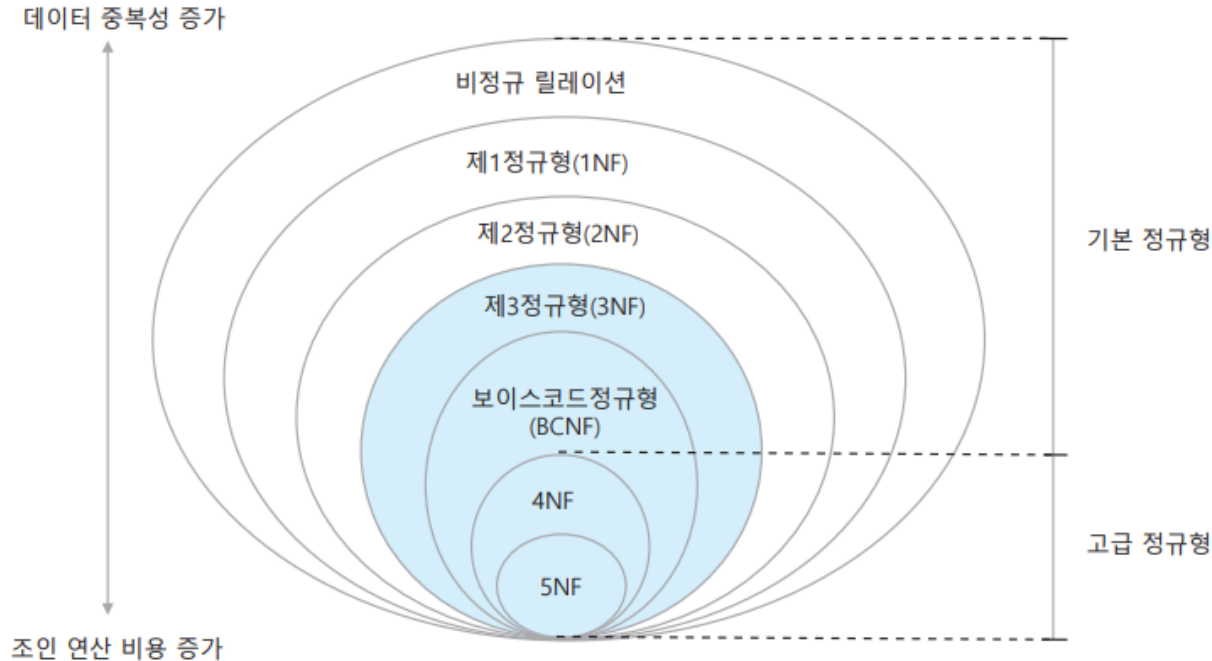 데이터 중복성 증가
비정규 릴레이션
제1정규형(1NF)
제2정규형(2NF)
기본 정규형
제3정규형(3NF)
보이스코드정규형
(BCNF)
4NF
고급 정규형
5NF
조인 연산 비용 증가